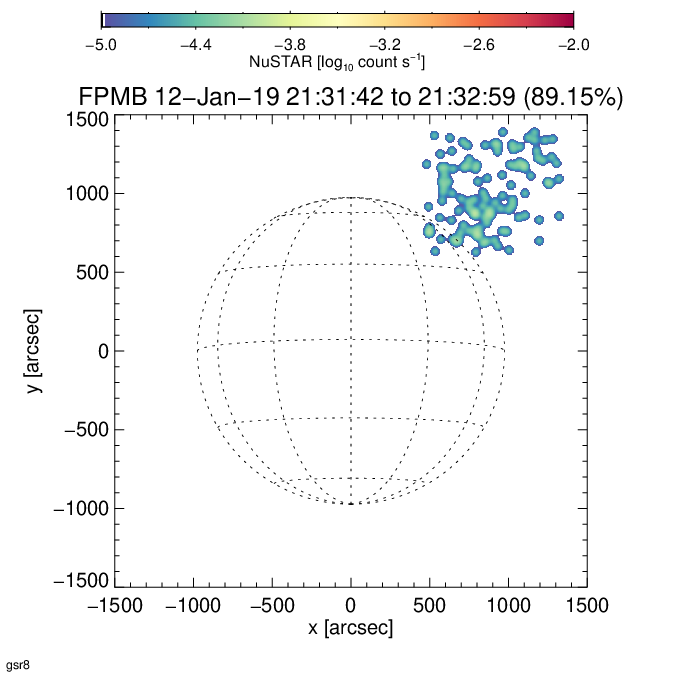 −5.0 −4.4 −3.8 −3.2 −2.6 −2.0
NuSTAR [log10 count s−1]
FPMB 12−Jan−19 21:31:42 to 21:32:59 (89.15%)
1500
1000
500
0
−500
−1000
−1500
y [arcsec]
−1500 −1000 −500 0 500 1000 1500
x [arcsec]
gsr8